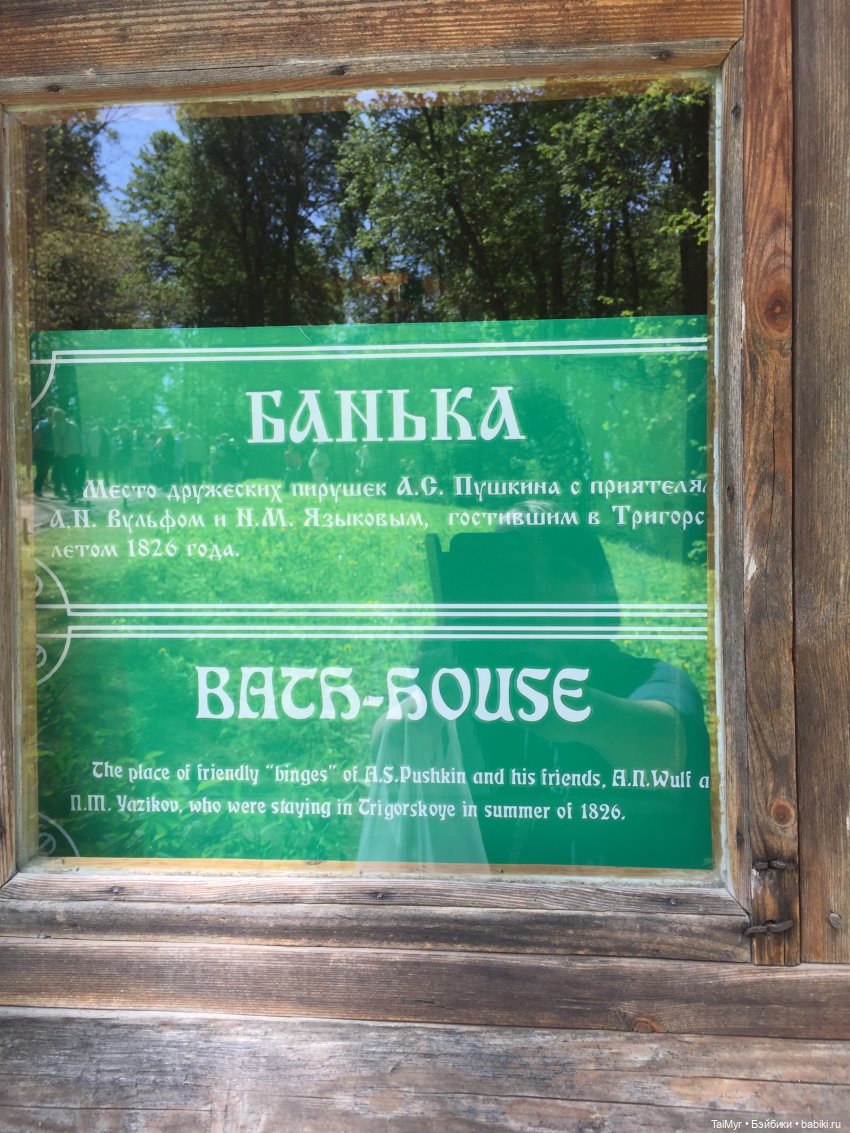 БАНЬКА
Место дружеских пирушек А.С. Пушкина с приятеля
А.Н. Вульфом и Н.М. Языковым, гостившим в Тригорс
летом 1826 года.
BATH-HOUSE
The place of friendly "binges" of A.S.Pushkin and his friends, A.N.Wulf a
N.M. Yazikov, who were staying in Trigorskoye in summer of 1826.
TaiMyr • Бэйбики • babiki.ru